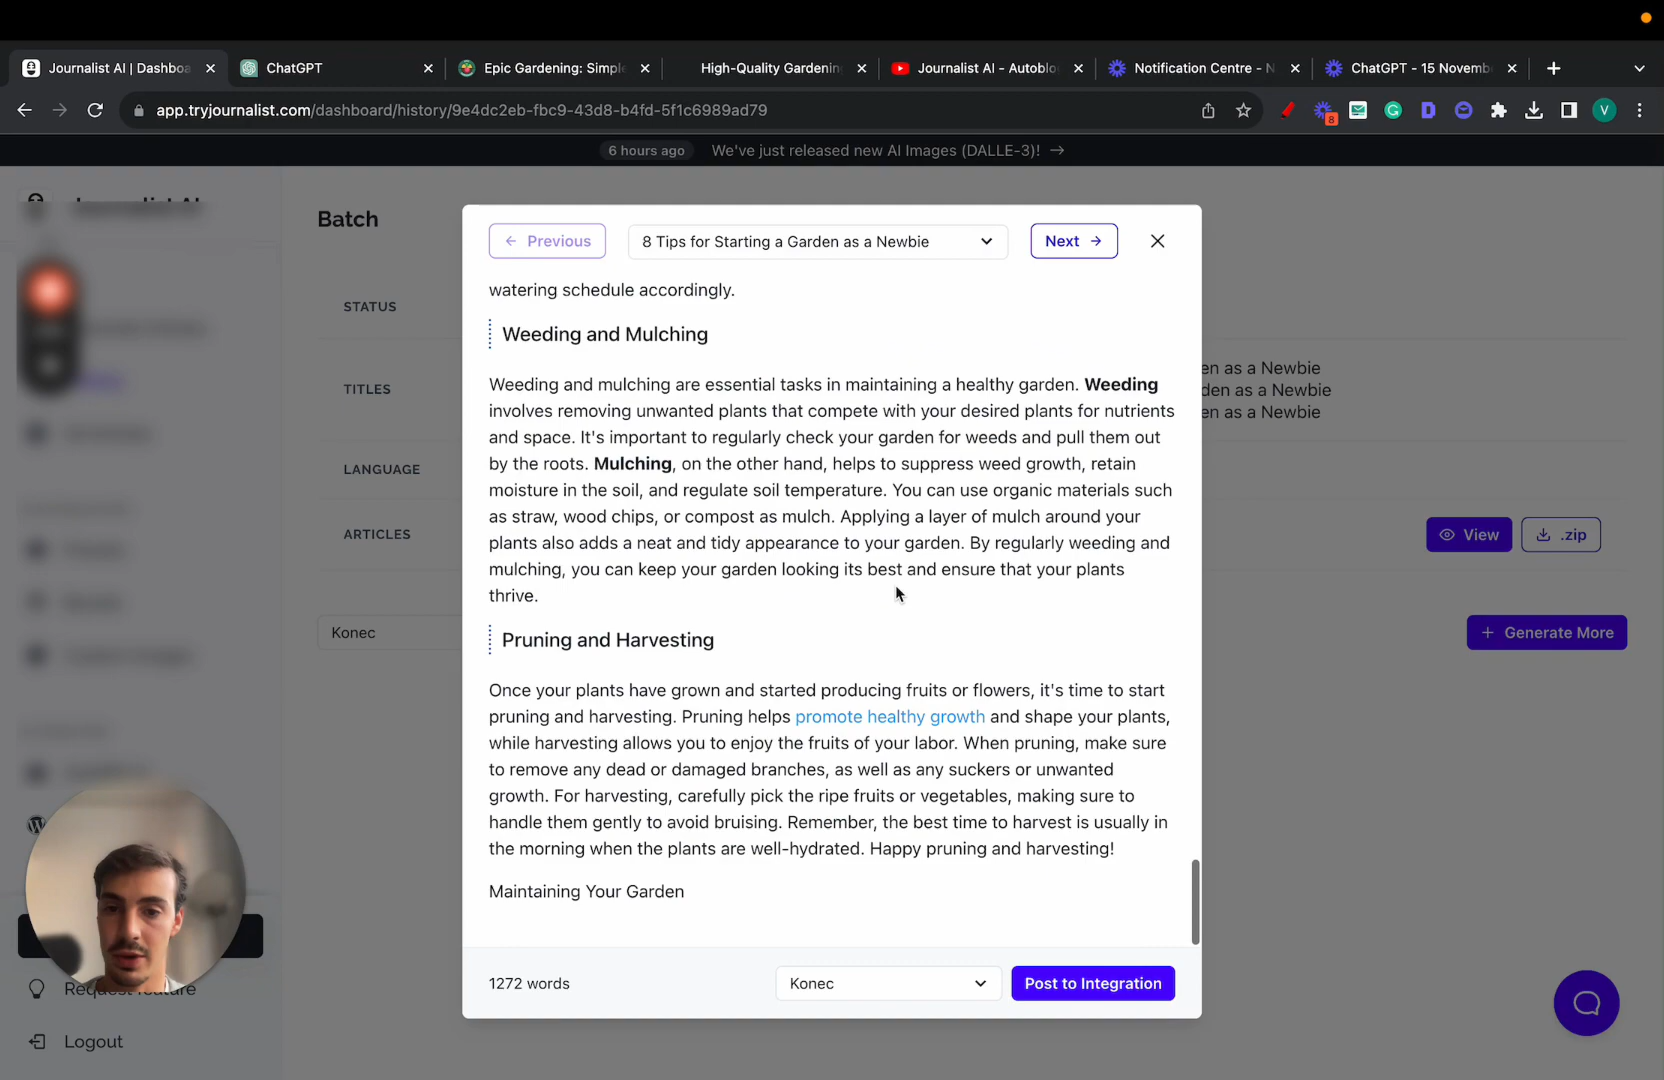 Journalist AI | Dashboa
ChatGPT
Epic Gardening: Simple
High-Quality Gardenin
Journalist AI - Autoblo
Notification Centre - N
ChatGPT - 15 Novemb
app.tryjournalist.com/dashboard/history/9e4dc2eb-fbc9-43d8-b4fd-5f1c6989ad79
8
V
6 hours ago We've just released new AI Images (DALLE-3)! →
Batch
← Previous
8 Tips for Starting a Garden as a Newbie
Next →
STATUS
TITLES
en as a Newbie
den as a Newbie
en as a Newbie
LANGUAGE
ARTICLES
View
.zip
Konec
+ Generate More
watering schedule accordingly.
Weeding and Mulching
Weeding and mulching are essential tasks in maintaining a healthy garden. Weeding
involves removing unwanted plants that compete with your desired plants for nutrients
and space. It's important to regularly check your garden for weeds and pull them out
by the roots. Mulching, on the other hand, helps to suppress weed growth, retain
moisture in the soil, and regulate soil temperature. You can use organic materials such
as straw, wood chips, or compost as mulch. Applying a layer of mulch around your
plants also adds a neat and tidy appearance to your garden. By regularly weeding and
mulching, you can keep your garden looking its best and ensure that your plants
thrive.
Pruning and Harvesting
Once your plants have grown and started producing fruits or flowers, it's time to start
pruning and harvesting. Pruning helps promote healthy growth and shape your plants,
while harvesting allows you to enjoy the fruits of your labor. When pruning, make sure
to remove any dead or damaged branches, as well as any suckers or unwanted
growth. For harvesting, carefully pick the ripe fruits or vegetables, making sure to
handle them gently to avoid bruising. Remember, the best time to harvest is usually in
the morning when the plants are well-hydrated. Happy pruning and harvesting!
Maintaining Your Garden
1272 words
Konec
Post to Integration
Request feature
Logout